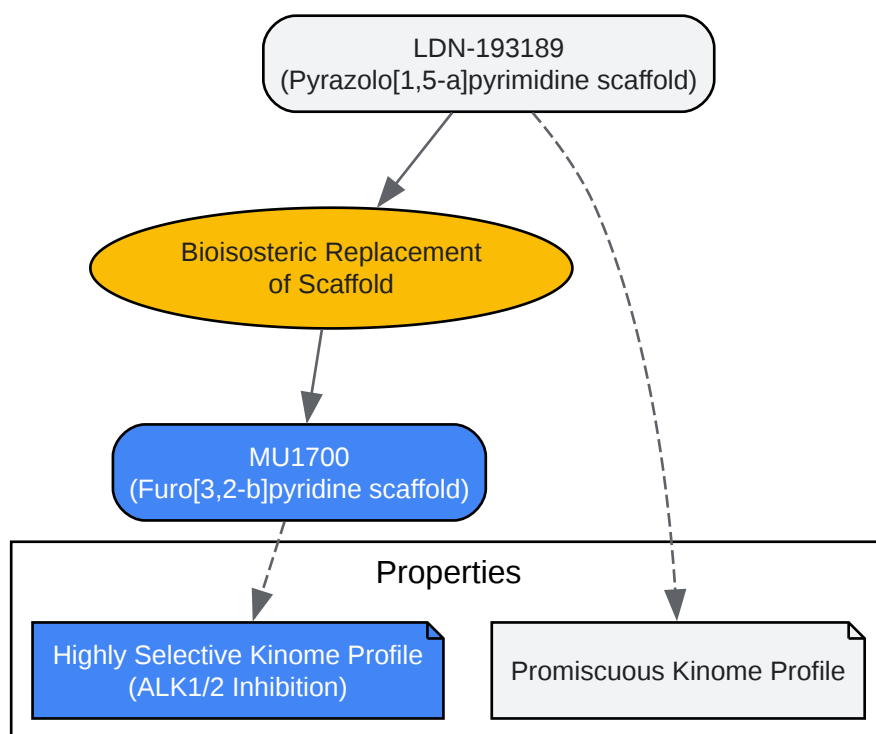 LDN-193189
(Pyrazolo[1,5-a]pyrimidine scaffold)
Bioisosteric Replacement
of Scaffold
MU1700
(Furo[3,2-b]pyridine scaffold)
Properties
Highly Selective Kinome Profile
(ALK1/2 Inhibition)
Promiscuous Kinome Profile